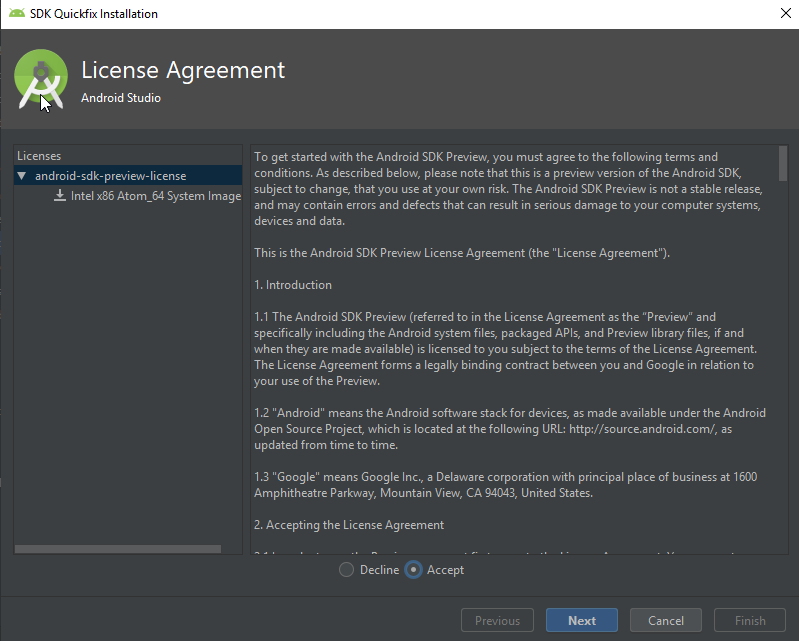 SDK Quickfix Installation
License Agreement
Android Studio
Licenses
android-sdk-preview-license
Intel x86 Atom_64 System Image
To get started with the Android SDK Preview, you must agree to the following terms and
conditions. As described below, please note that this is a preview version of the Android SDK,
subject to change, that you use at your own risk. The Android SDK Preview is not a stable release,
and may contain errors and defects that can result in serious damage to your computer systems,
devices and data.
This is the Android SDK Preview License Agreement (the "License Agreement").
1. Introduction
1.1 The Android SDK Preview (referred to in the License Agreement as the “Preview” and
specifically including the Android system files, packaged APIs, and Preview library files, if and
when they are made available) is licensed to you subject to the terms of the License Agreement.
The License Agreement forms a legally binding contract between you and Google in relation to
your use of the Preview.
1.2 "Android" means the Android software stack for devices, as made available under the Android
Open Source Project, which is located at the following URL: http://source.android.com/, as
updated from time to time.
1.3 "Google" means Google Inc., a Delaware corporation with principal place of business at 1600
Amphitheatre Parkway, Mountain View, CA 94043, United States.
2. Accepting the License Agreement
Decline
Accept
Previous
Next
Cancel
Finish